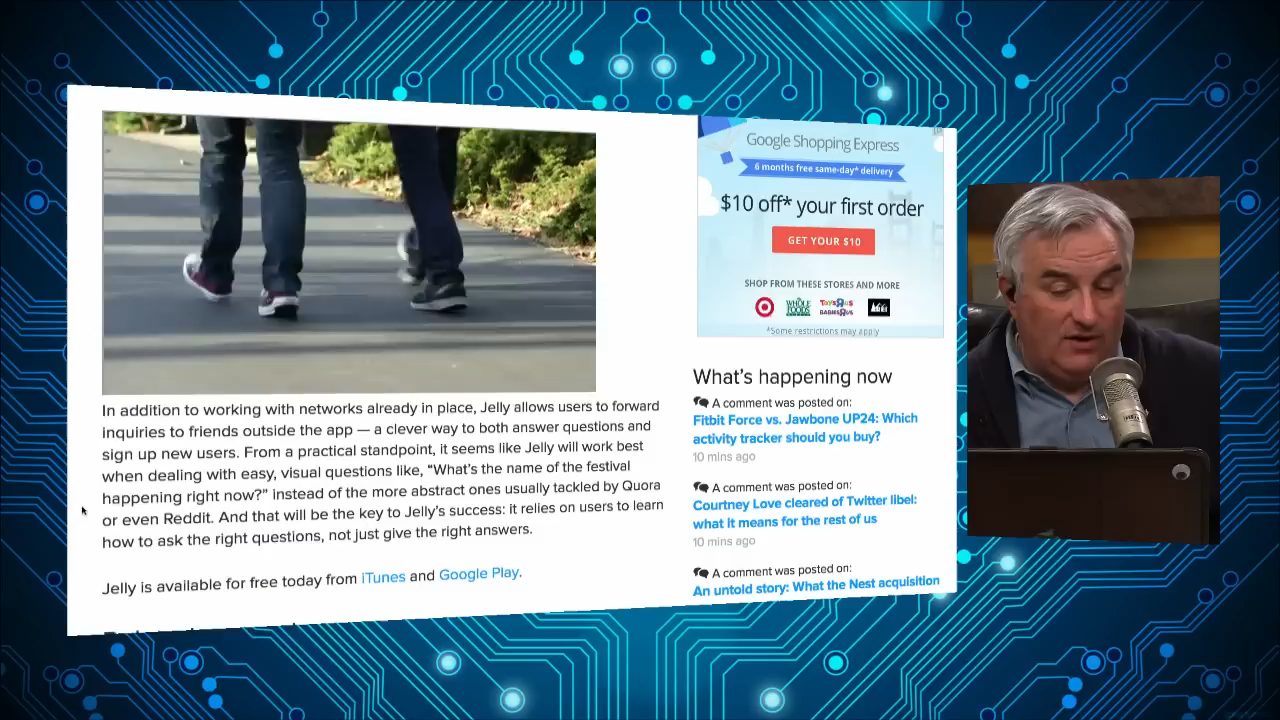 In addition to working with networks already in place, Jelly allows users to forward
inquiries to friends outside the app — a clever way to both answer questions and
sign up new users. From a practical standpoint, it seems like Jelly will work best
when dealing with easy, visual questions like, “What’s the name of the festival
happening right now?” instead of the more abstract ones usually tackled by Quora
or even Reddit. And that will be the key to Jelly’s success: it relies on users to learn
how to ask the right questions, not just give the right answers.
Jelly is available for free today from iTunes and Google Play.
Google Shopping Express
6 months free same-day* delivery
$10 off* your first order
GET YOUR $10
SHOP FROM THESE STORES AND MORE
WHOLE FOODS
TOYS R US
BABIES R US
REI
*Some restrictions may apply
What’s happening now
A comment was posted on:
Fitbit Force vs. Jawbone UP24: Which
activity tracker should you buy?
10 mins ago
A comment was posted on:
Courtney Love cleared of Twitter libel:
what it means for the rest of us
10 mins ago
A comment was posted on:
An untold story: What the Nest acquisition